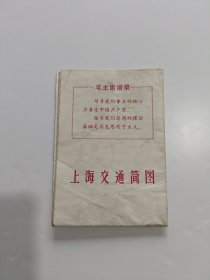 毛主席语录
领导我们事业的核心
力量是中国共产党。
指导我们思想的理论
基础是马克思列宁主义。
上海交通简图